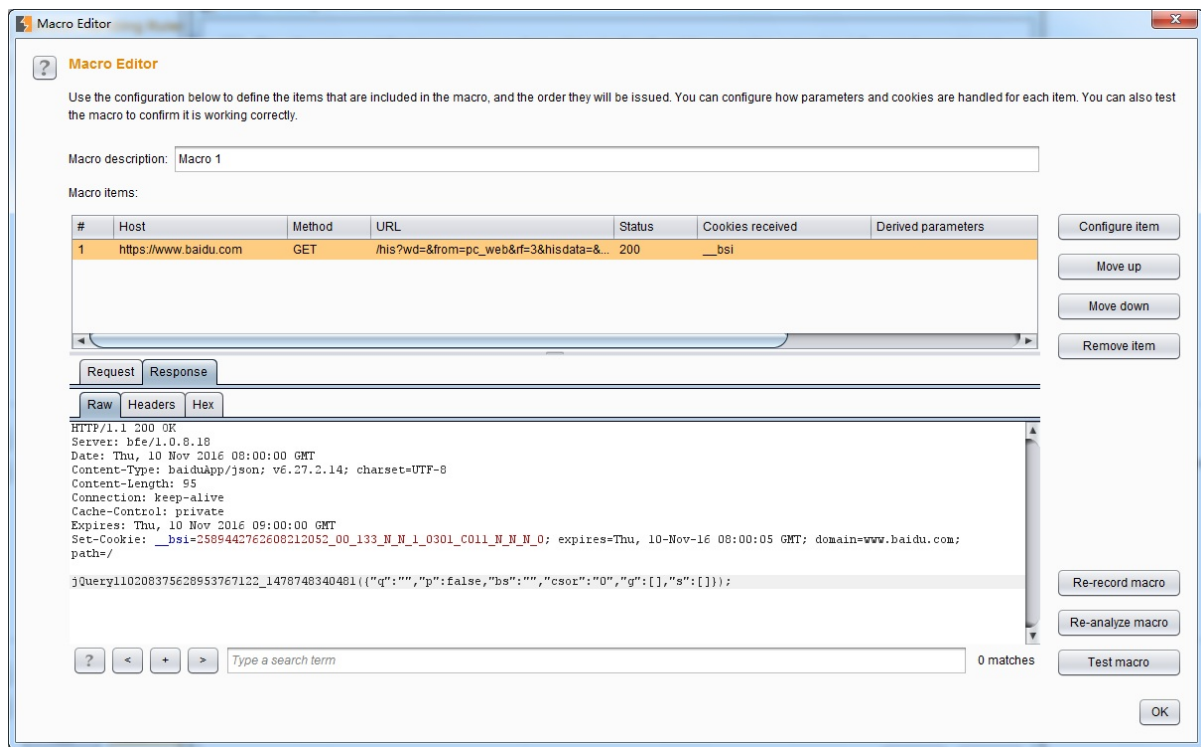 Macro Editor
x
?
Macro Editor
Use the configuration below to define the items that are included in the macro, and the order they will be issued. You can configure how parameters and cookies are handled for each item. You can also test
the macro to confirm it is working correctly.
Macro description: Macro 1
Macro items:
# Host Method URL Status Cookies received Derived parameters
1 https://www.baidu.com GET /his?wd=&from=pc_web&rf=3&hisdata=&... 200 __bsi
Configure item
Move up
Move down
Remove item
Request Response
Raw Headers Hex
HTTP/1.1 200 OK
Server: bfe/1.0.8.18
Date: Thu, 10 Nov 2016 08:00:00 GMT
Content-Type: baiduApp/json; v6.27.2.14; charset=UTF-8
Content-Length: 95
Connection: keep-alive
Cache-Control: private
Expires: Thu, 10 Nov 2016 09:00:00 GMT
Set-Cookie: __bsi=2589442762608212052_00_133_N_N_1_0301_C011_N_N_N_0; expires=Thu, 10-Nov-16 08:00:05 GMT; domain=www.baidu.com;
path=/
jQuery110208375628953767122_1478748340481({"q":"","p":false,"bs":"","csor":"0","g":[],"s":[]});
Re-record macro
Re-analyze macro
Test macro
? < + > Type a search term 0 matches
OK